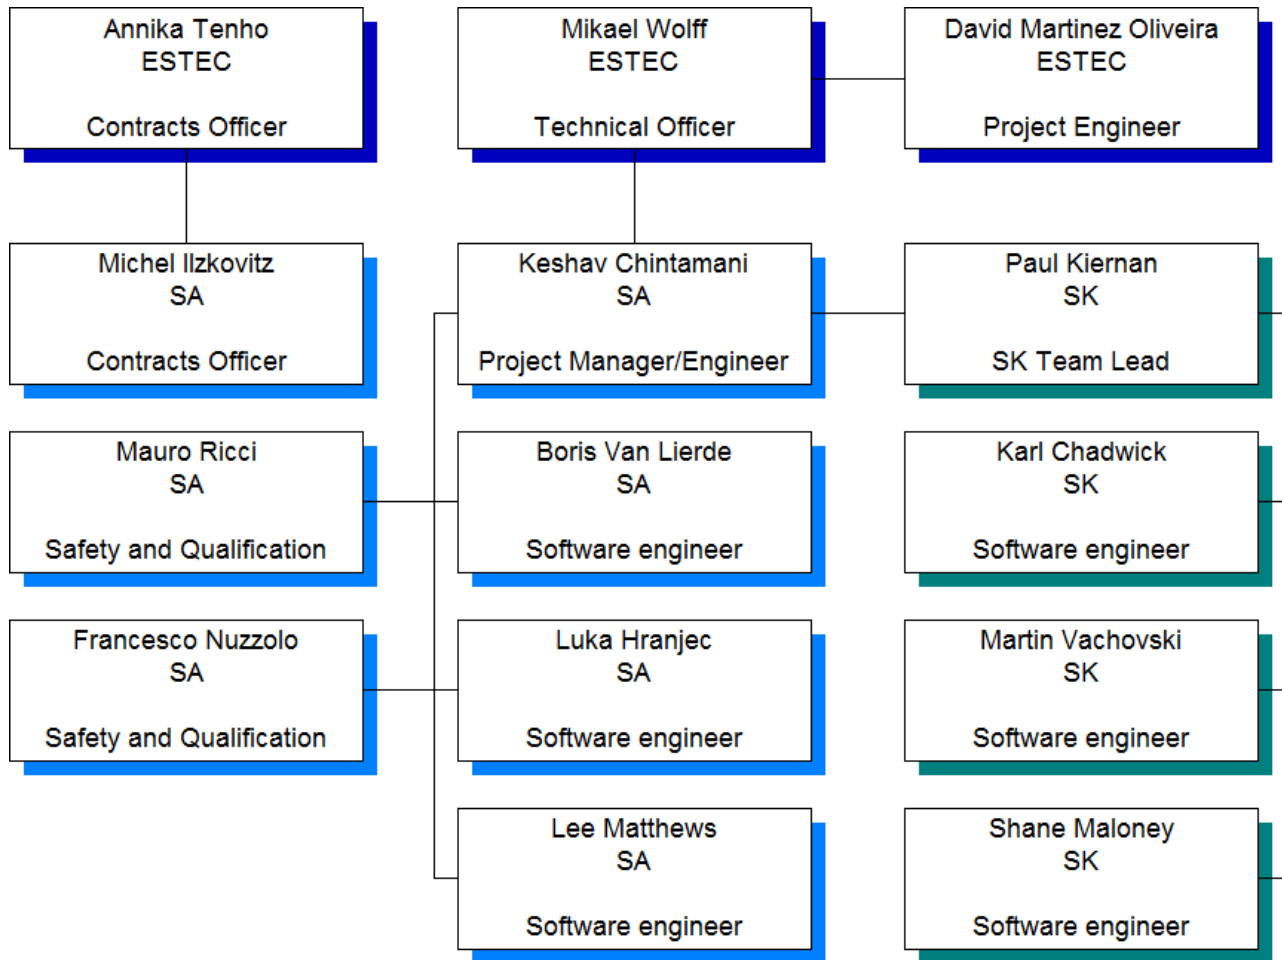 Annika Tenho
ESTEC
Contracts Officer
Mikael Wolff
ESTEC
Technical Officer
David Martinez Oliveira
ESTEC
Project Engineer
Michel Ilzkovitz
SA
Contracts Officer
Keshav Chintamani
SA
Project Manager/Engineer
Paul Kiernan
SK
SK Team Lead
Mauro Ricci
SA
Safety and Qualification
Boris Van Lierde
SA
Software engineer
Karl Chadwick
SK
Software engineer
Francesco Nuzzolo
SA
Safety and Qualification
Luka Hranjec
SA
Software engineer
Martin Vachovski
SK
Software engineer
Lee Matthews
SA
Software engineer
Shane Maloney
SK
Software engineer